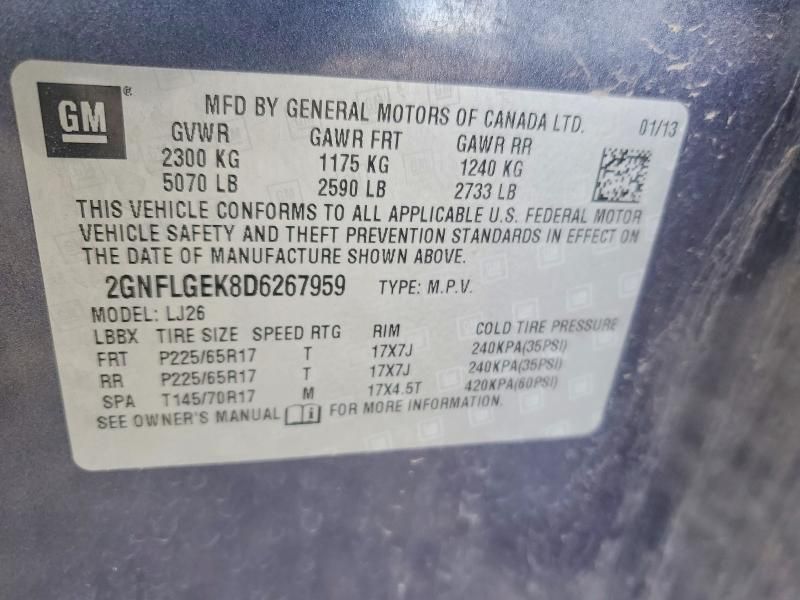 GM ®
MFD BY GENERAL MOTORS OF CANADA LTD. 01/13
GVWR GAWR FRT GAWR RR
2300 KG 1175 KG 1240 KG
5070 LB 2590 LB 2733 LB
THIS VEHICLE CONFORMS TO ALL APPLICABLE U.S. FEDERAL MOTOR
VEHICLE SAFETY AND THEFT PREVENTION STANDARDS IN EFFECT ON
THE DATE OF MANUFACTURE SHOWN ABOVE.
2GNFLGEK8D6267959 TYPE: M.P.V.
MODEL: LJ26
LBBX TIRE SIZE SPEED RTG RIM COLD TIRE PRESSURE
FRT P225/65R17 T 17X7J 240KPA(35PSI)
RR P225/65R17 T 17X7J 240KPA(35PSI)
SPA T145/70R17 M 17X4.5T 420KPA(60PSI)
SEE OWNER'S MANUAL FOR MORE INFORMATION.